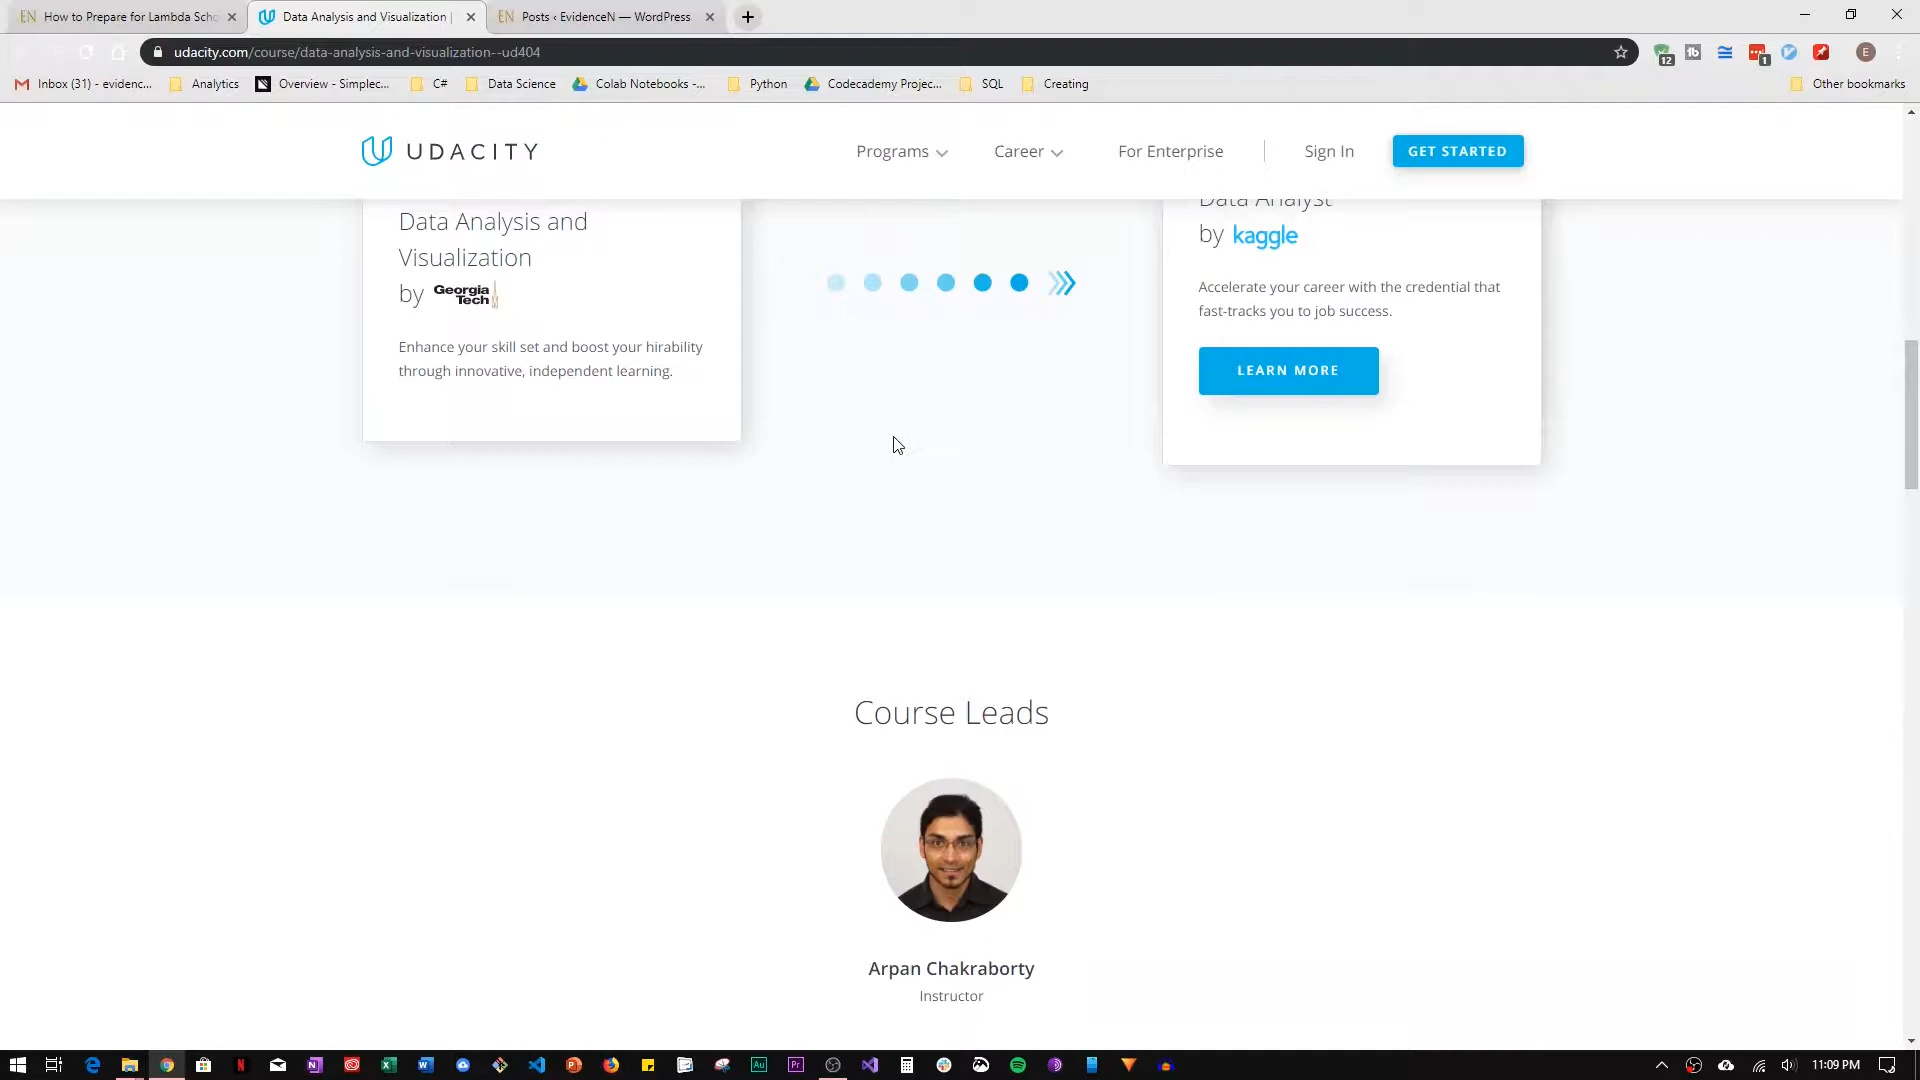 How to Prepare for Lambda Scho
Data Analysis and Visualization |
Posts ‹ EvidenceN — WordPress
udacity.com/course/data-analysis-and-visualization--ud404
12
1
E
Inbox (31) - evidenc...
Analytics
Overview - Simplec...
C#
Data Science
Colab Notebooks -...
Python
Codecademy Projec...
SQL
Creating
Other bookmarks
UDACITY
Programs
Career
For Enterprise
Sign In
GET STARTED
Data Analysis and
Visualization
by Georgia Tech
Enhance your skill set and boost your hirability
through innovative, independent learning.
Data Analyst
by kaggle
Accelerate your career with the credential that
fast-tracks you to job success.
LEARN MORE
Course Leads
Arpan Chakraborty
Instructor
11:09 PM